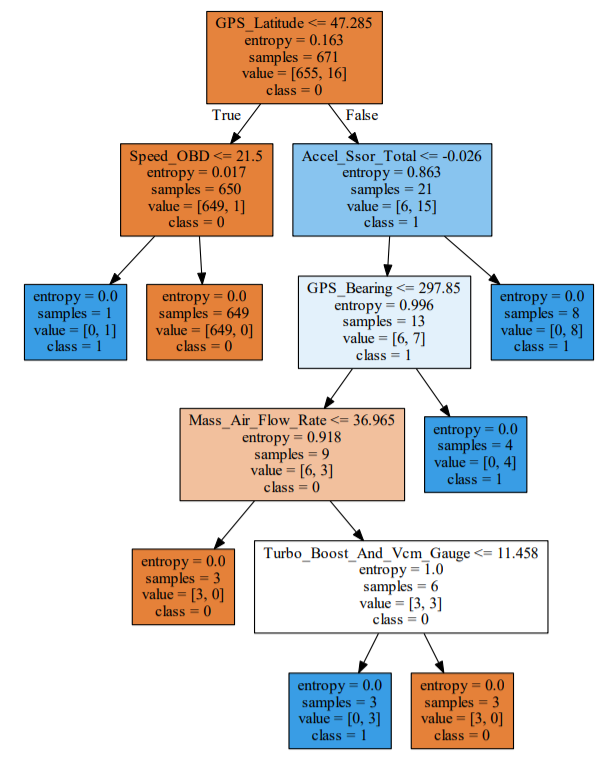 GPS_Latitude <= 47.285
entropy = 0.163
samples = 671
value = [655, 16]
class = 0
True
False
Speed_OBD <= 21.5
entropy = 0.017
samples = 650
value = [649, 1]
class = 0
Accel_Ssor_Total <= -0.026
entropy = 0.863
samples = 21
value = [6, 15]
class = 1
entropy = 0.0
samples = 1
value = [0, 1]
class = 1
entropy = 0.0
samples = 649
value = [649, 0]
class = 0
GPS_Bearing <= 297.85
entropy = 0.996
samples = 13
value = [6, 7]
class = 1
entropy = 0.0
samples = 8
value = [0, 8]
class = 1
Mass_Air_Flow_Rate <= 36.965
entropy = 0.918
samples = 9
value = [6, 3]
class = 0
entropy = 0.0
samples = 4
value = [0, 4]
class = 1
entropy = 0.0
samples = 3
value = [3, 0]
class = 0
Turbo_Boost_And_Vcm_Gauge <= 11.458
entropy = 1.0
samples = 6
value = [3, 3]
class = 0
entropy = 0.0
samples = 3
value = [0, 3]
class = 1
entropy = 0.0
samples = 3
value = [3, 0]
class = 0